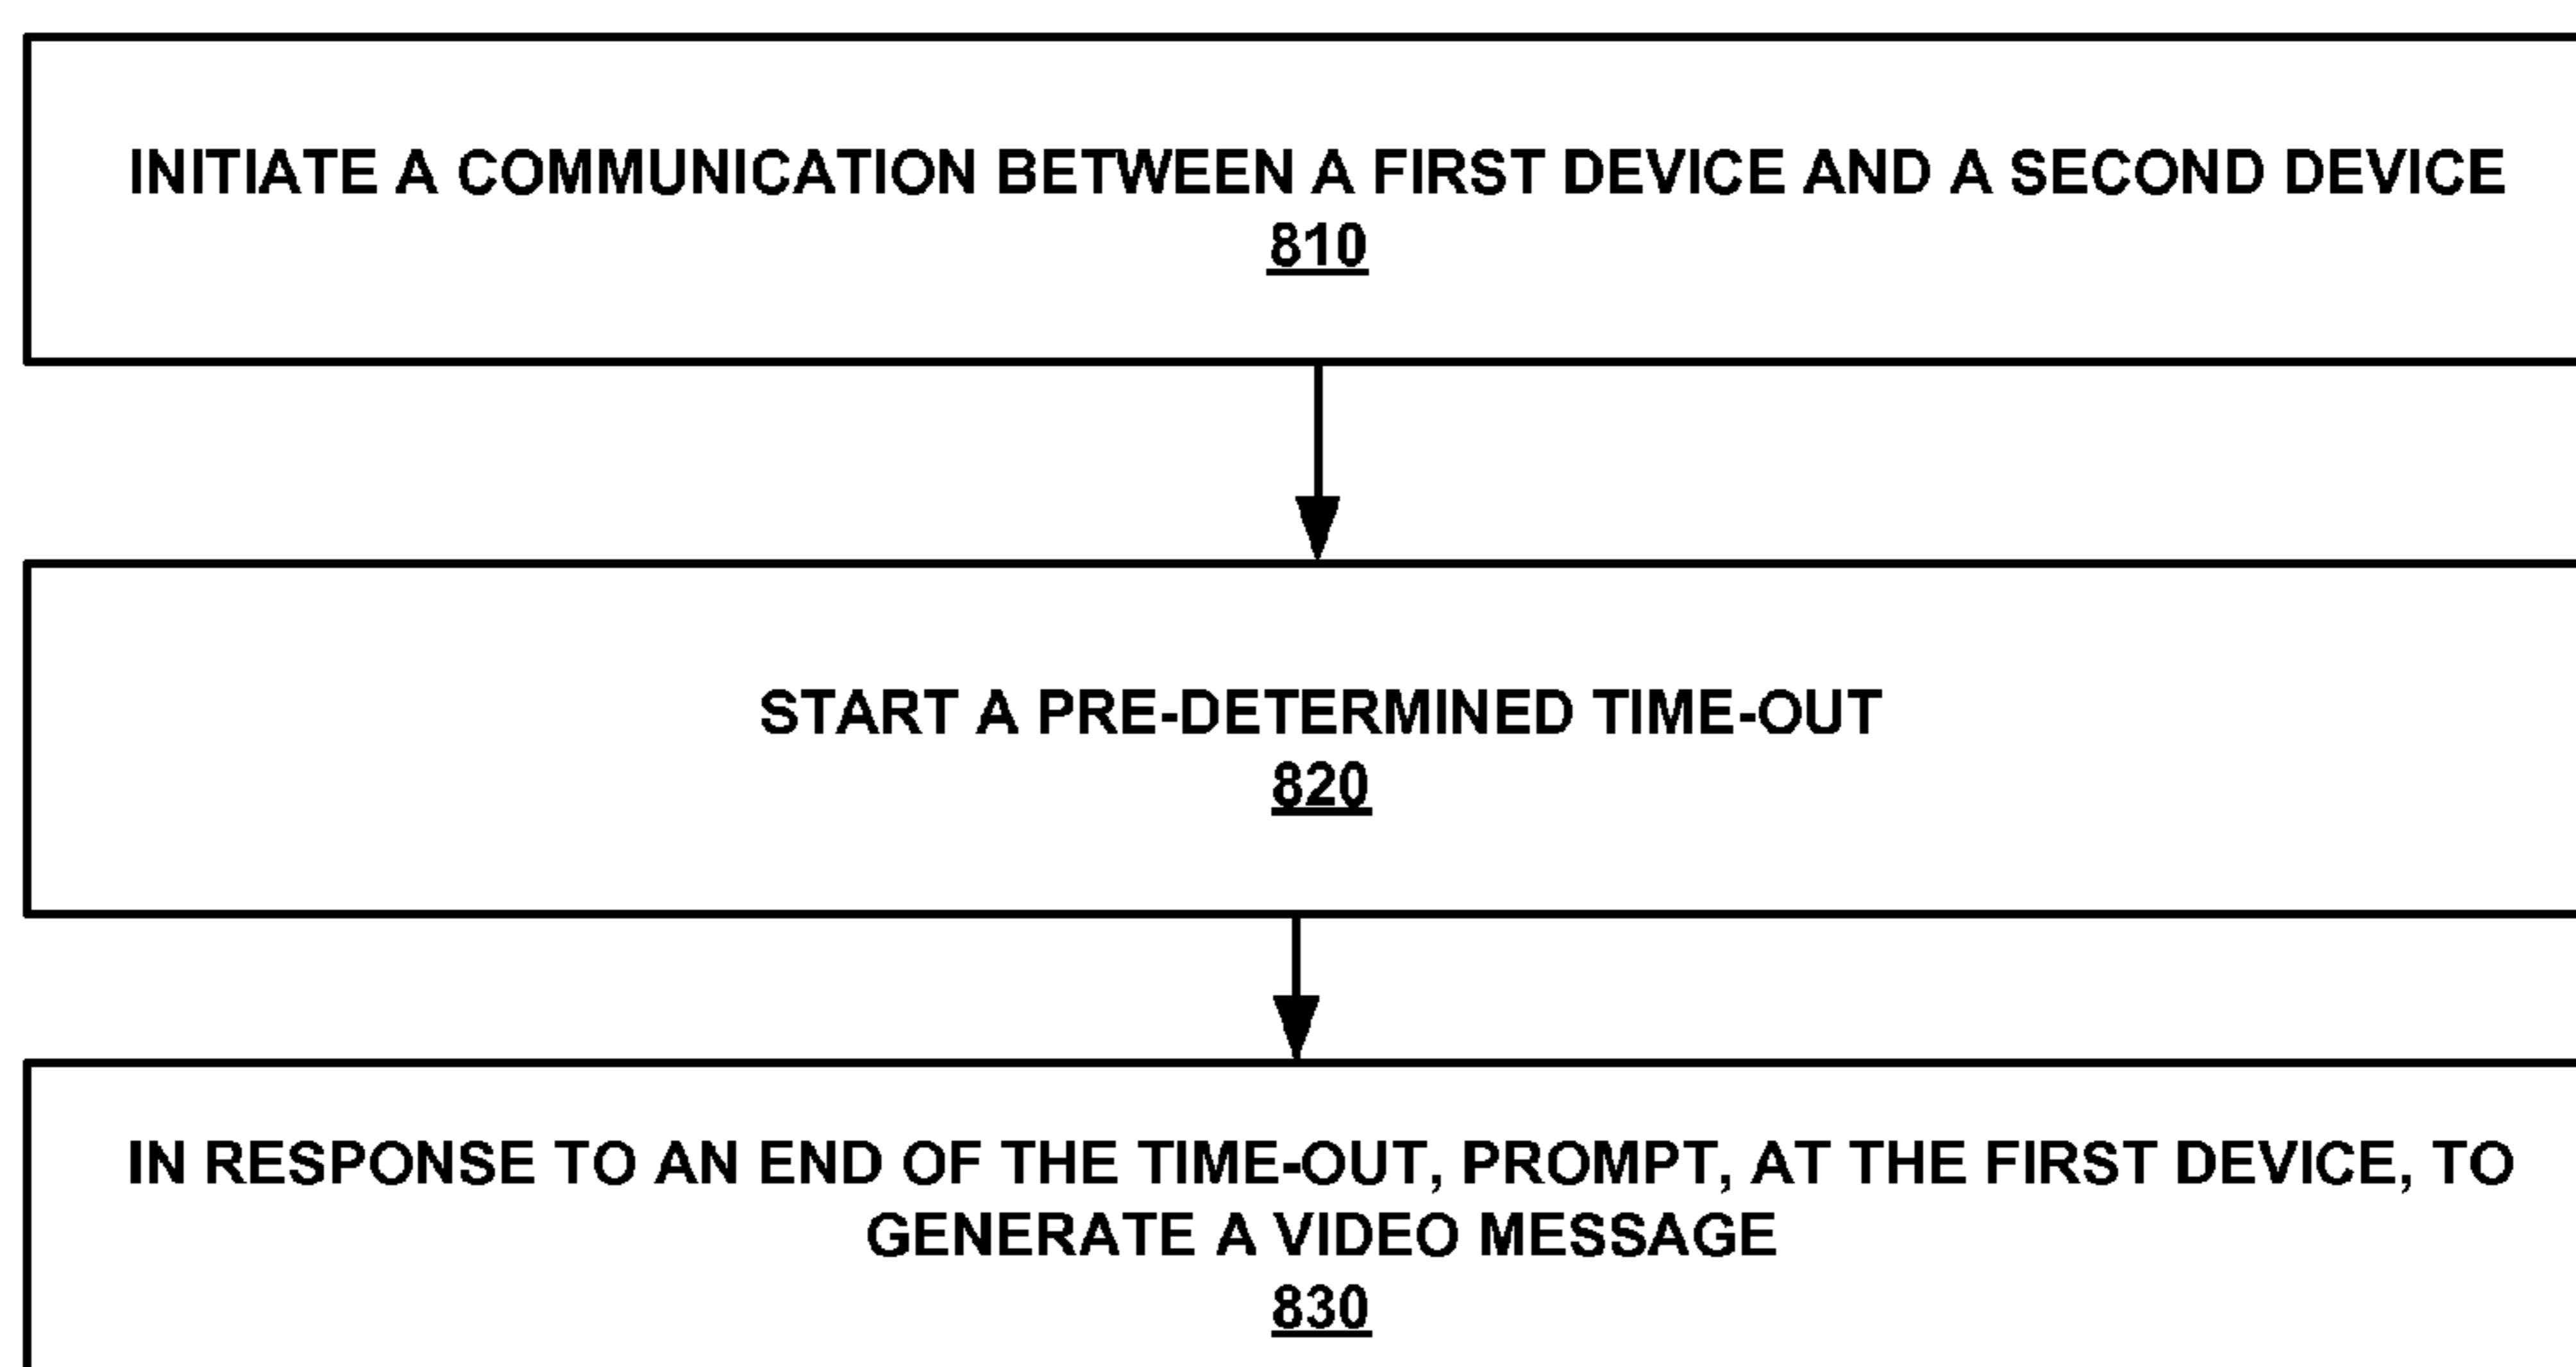 INITIATE A COMMUNICATION BETWEEN A FIRST DEVICE AND A SECOND DEVICE
810
START A PRE-DETERMINED TIME-OUT
820
IN RESPONSE TO AN END OF THE TIME-OUT, PROMPT, AT THE FIRST DEVICE, TO
GENERATE A VIDEO MESSAGE
830